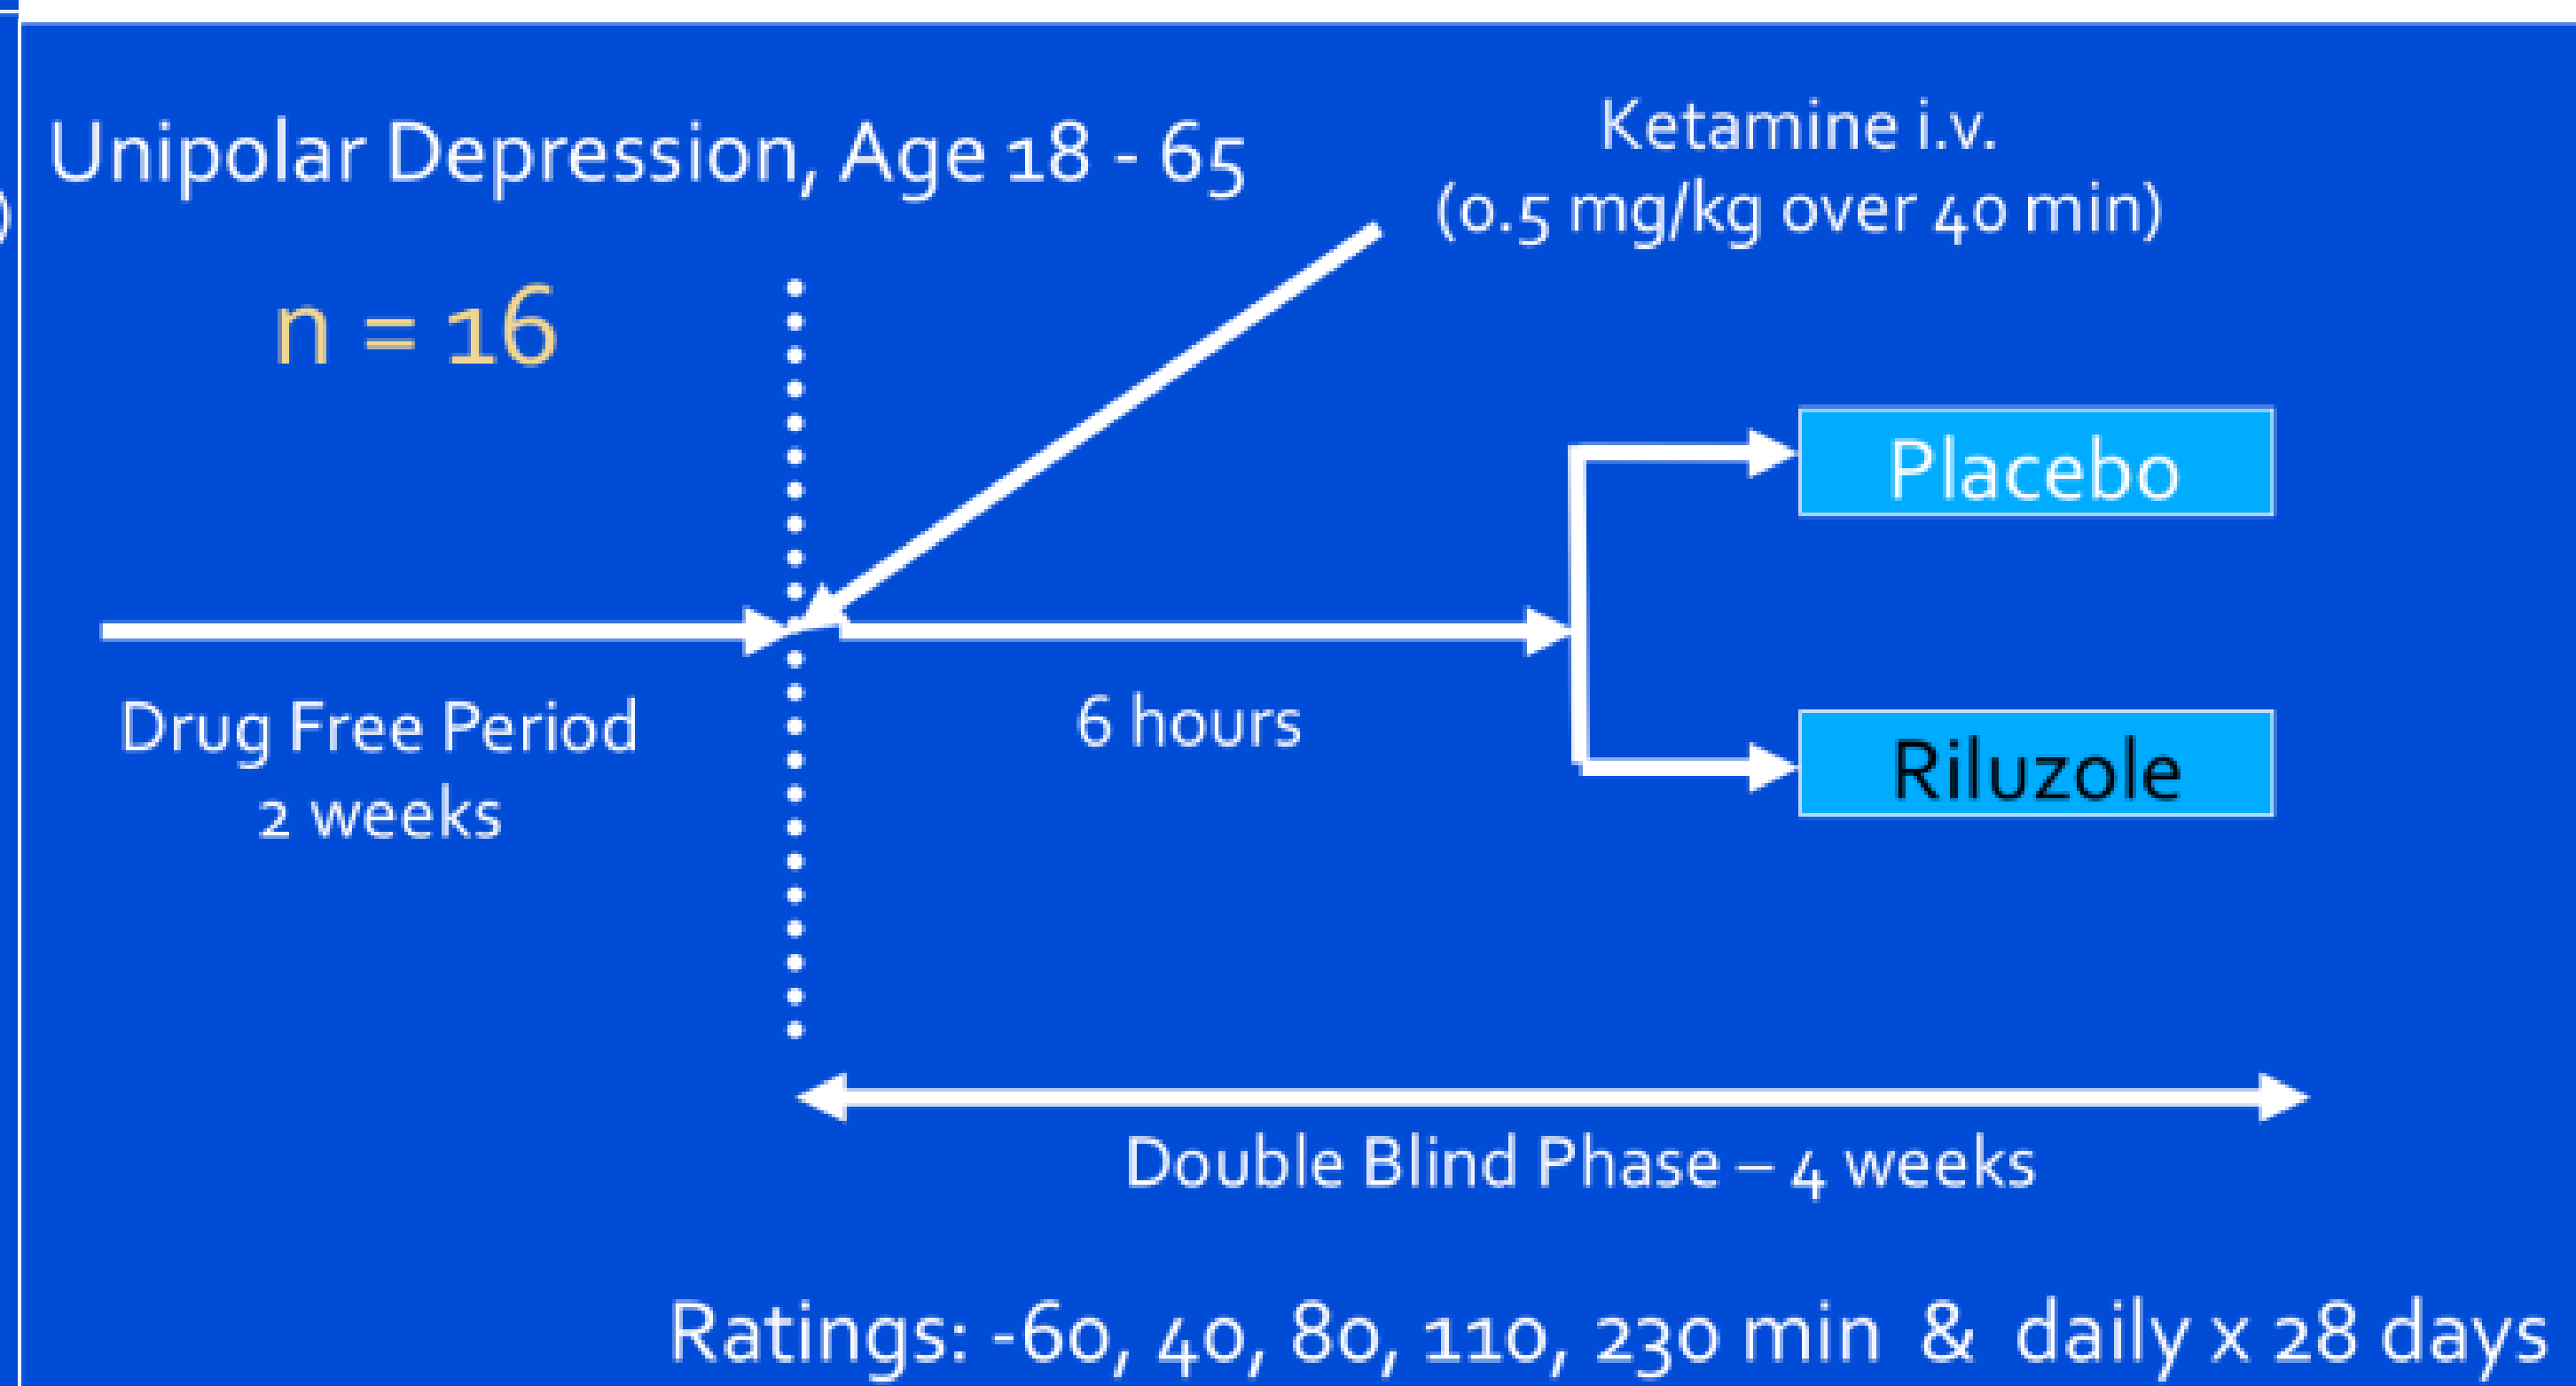 Unipolar Depression, Age 18 - 65
Ketamine i.v.
(0.5 mg/kg over 40 min)
n = 16
Placebo
Riluzole
Drug Free Period
2 weeks
6 hours
Double Blind Phase – 4 weeks
Ratings: -60, 40, 80, 110, 230 min & daily x 28 days
)